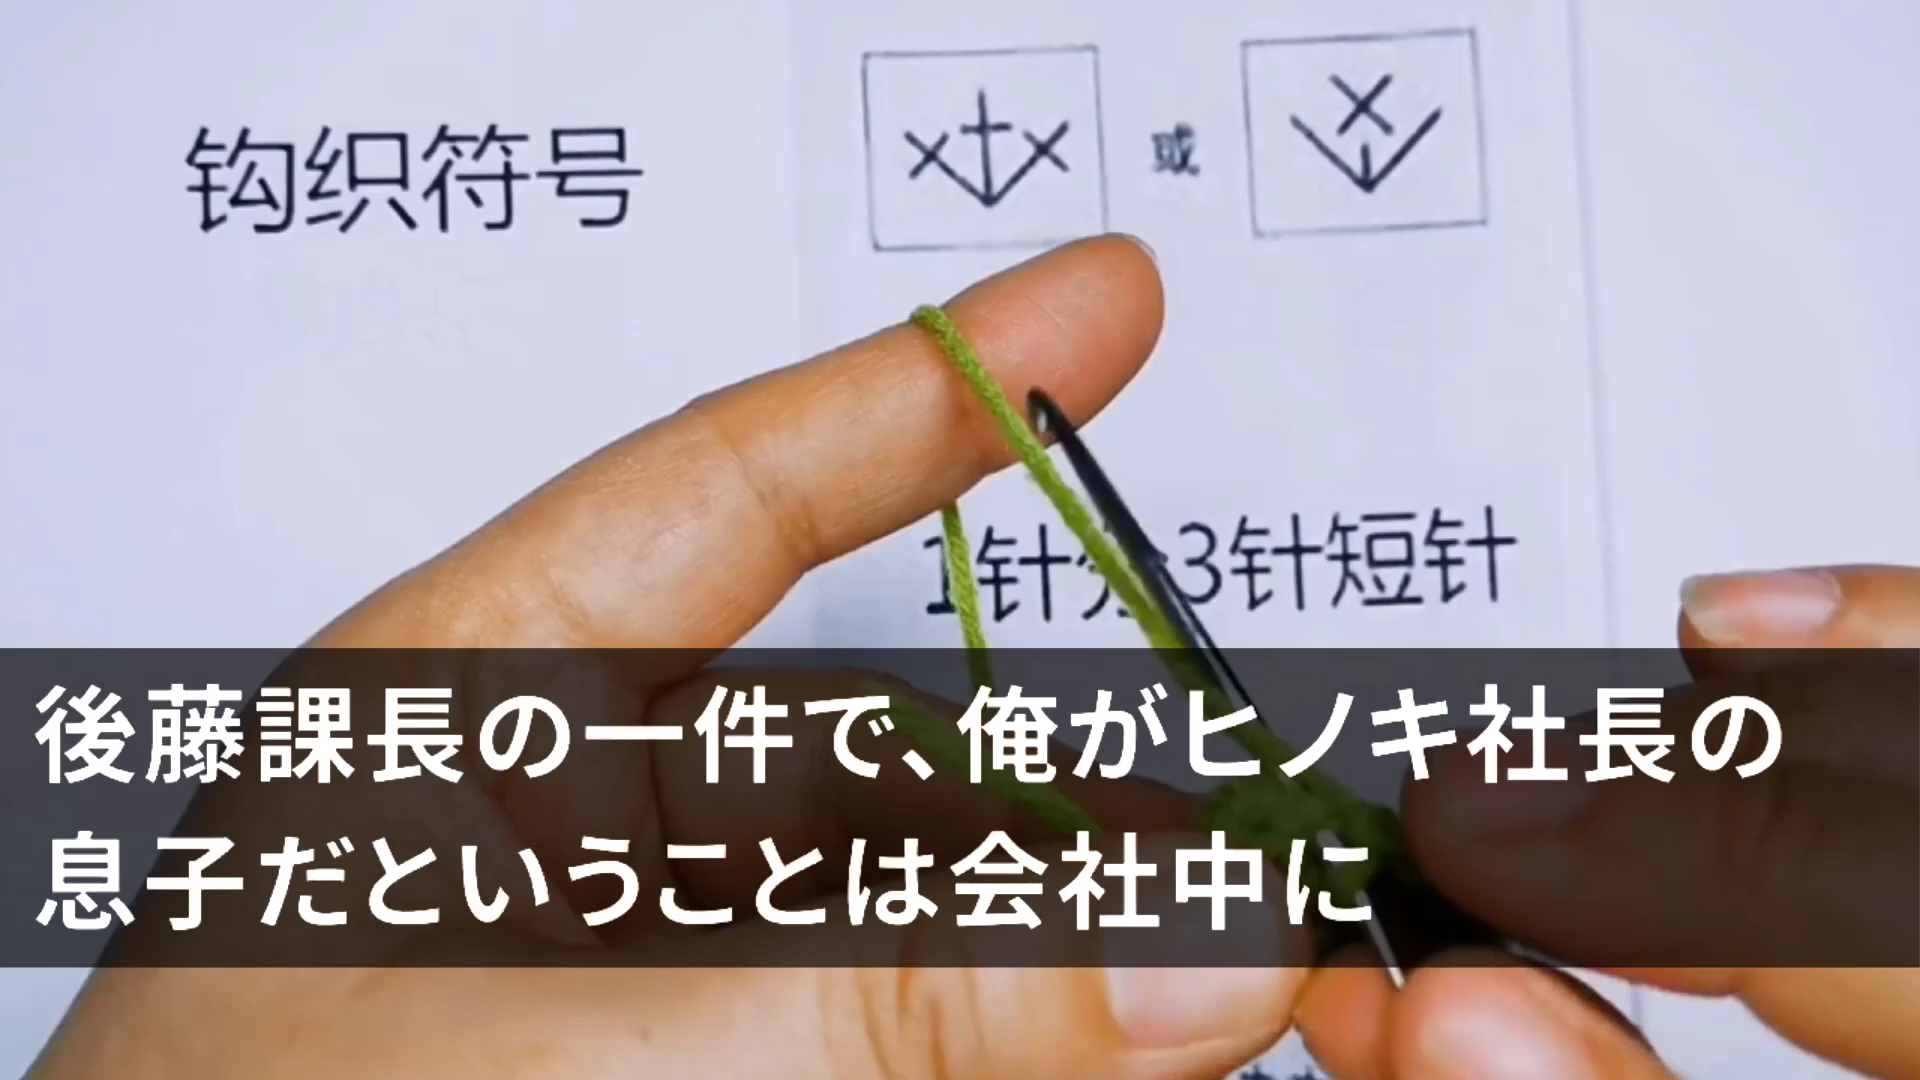 钩织符号
或
1针分3针短针
後藤課長の一件で、俺がヒノキ社長の
息子だということは会社中に